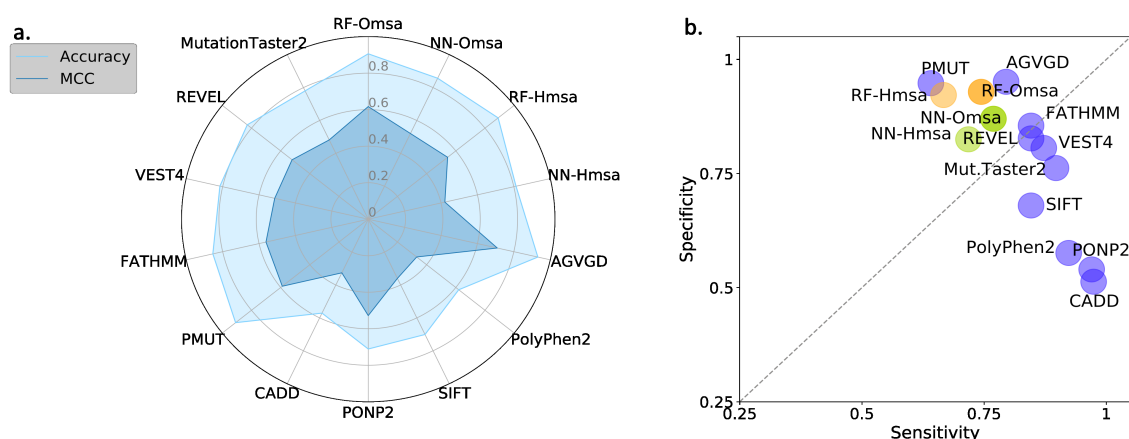 a.
Accuracy
MCC
RF-Omsa
MutationTaster2
NN-Omsa
REVEL
RF-Hmsa
VEST4
NN-Hmsa
FATHMM
AGVGD
PMUT
PolyPhen2
CADD
SIFT
PONP2
0.8
0.6
0.4
0.2
0
b.
1
0.75
0.5
0.25
0.25
0.5
0.75
1
Specificity
Sensitivity
PMUT
AGVGD
RF-Hmsa
RF-Omsa
NN-Omsa
FATHMM
NN-Hmsa
REVEL
VEST4
Mut.Taster2
SIFT
PolyPhen2
PONP2
CADD